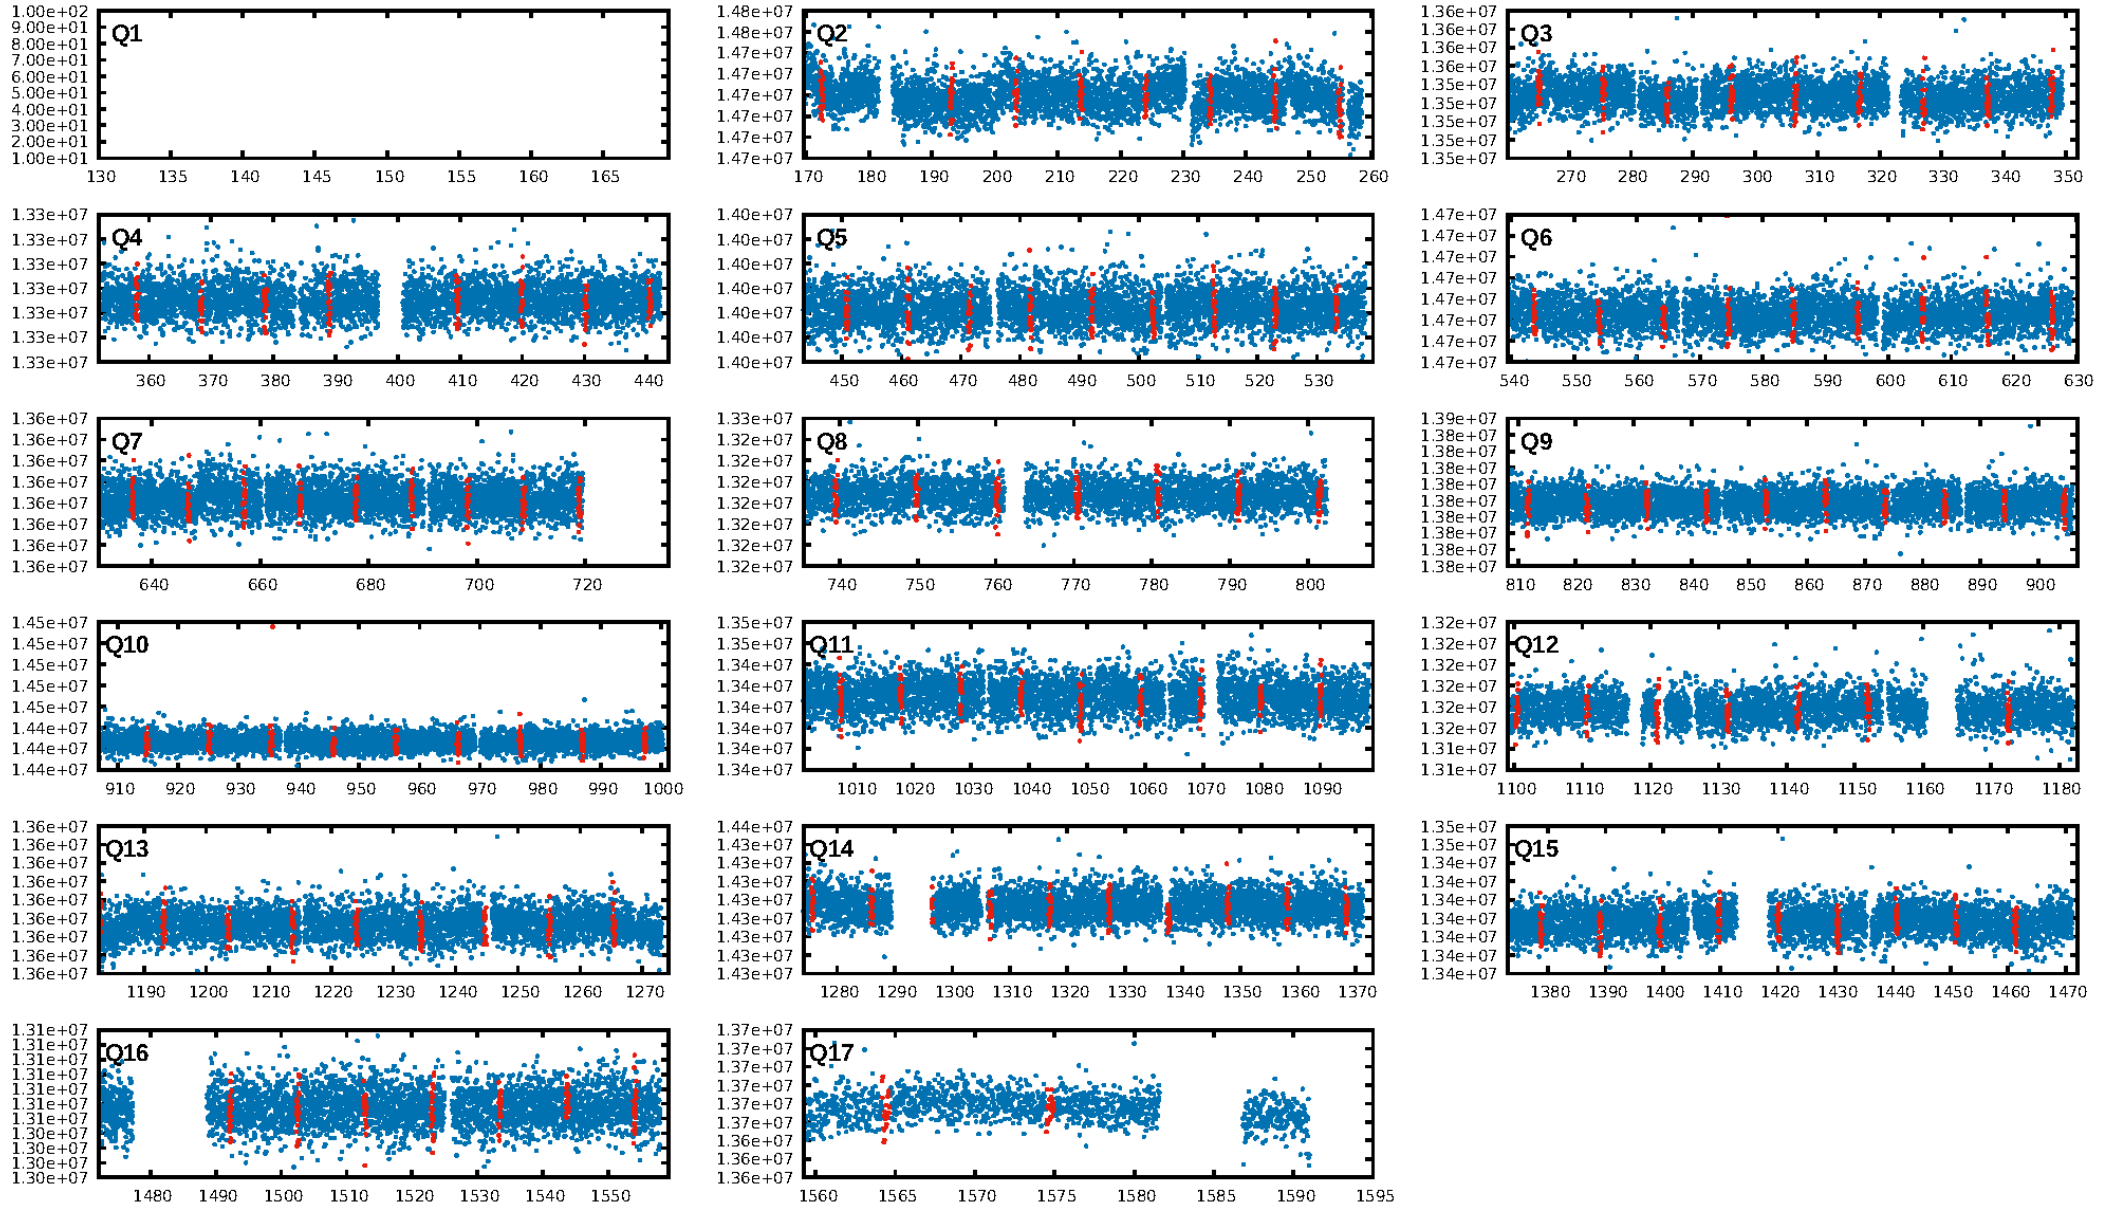 1.00e+02
9.00e+01
8.00e+01
7.00e+01
6.00e+01
5.00e+01
4.00e+01
3.00e+01
2.00e+01
1.00e+01
Q1
130 135 140 145 150 155 160 165
1.48e+07
1.48e+07
1.47e+07
1.47e+07
1.47e+07
1.47e+07
1.47e+07
1.47e+07
Q2
170 180 190 200 210 220 230 240 250 260
1.36e+07
1.36e+07
1.36e+07
1.36e+07
1.35e+07
1.35e+07
1.35e+07
1.35e+07
1.35e+07
Q3
270 280 290 300 310 320 330 340 350
1.33e+07
1.33e+07
1.33e+07
1.33e+07
1.33e+07
1.33e+07
1.33e+07
Q4
360 370 380 390 400 410 420 430 440
1.40e+07
1.40e+07
1.40e+07
1.40e+07
1.40e+07
1.40e+07
1.40e+07
Q5
450 460 470 480 490 500 510 520 530
1.47e+07
1.47e+07
1.47e+07
1.47e+07
1.47e+07
1.47e+07
1.47e+07
1.47e+07
Q6
540 550 560 570 580 590 600 610 620 630
1.36e+07
1.36e+07
1.36e+07
1.36e+07
1.36e+07
1.36e+07
1.36e+07
1.36e+07
Q7
640 660 680 700 720
1.33e+07
1.32e+07
1.32e+07
1.32e+07
1.32e+07
1.32e+07
1.32e+07
1.32e+07
Q8
740 750 760 770 780 790 800
1.39e+07
1.38e+07
1.38e+07
1.38e+07
1.38e+07
1.38e+07
1.38e+07
1.38e+07
1.38e+07
1.38e+07
Q9
810 820 830 840 850 860 870 880 890 900
1.45e+07
1.45e+07
1.45e+07
1.45e+07
1.45e+07
1.44e+07
1.44e+07
1.44e+07
Q10
910 920 930 940 950 960 970 980 990 1000
1.35e+07
1.35e+07
1.34e+07
1.34e+07
1.34e+07
1.34e+07
1.34e+07
1.34e+07
Q11
1010 1020 1030 1040 1050 1060 1070 1080 1090
1.32e+07
1.32e+07
1.32e+07
1.32e+07
1.32e+07
1.32e+07
1.31e+07
1.31e+07
Q12
1100 1110 1120 1130 1140 1150 1160 1170 1180
1.36e+07
1.36e+07
1.36e+07
1.36e+07
1.36e+07
1.36e+07
1.36e+07
1.36e+07
1.36e+07
Q13
1190 1200 1210 1220 1230 1240 1250 1260 1270
1.44e+07
1.43e+07
1.43e+07
1.43e+07
1.43e+07
1.43e+07
1.43e+07
1.43e+07
1.43e+07
Q14
1280 1290 1300 1310 1320 1330 1340 1350 1360 1370
1.35e+07
1.35e+07
1.34e+07
1.34e+07
1.34e+07
1.34e+07
1.34e+07
1.34e+07
1.34e+07
Q15
1380 1390 1400 1410 1420 1430 1440 1450 1460 1470
1.31e+07
1.31e+07
1.31e+07
1.31e+07
1.31e+07
1.31e+07
1.31e+07
1.30e+07
1.30e+07
1.30e+07
1.30e+07
Q16
1480 1490 1500 1510 1520 1530 1540 1550
1.37e+07
1.37e+07
1.37e+07
1.37e+07
1.37e+07
1.37e+07
1.36e+07
1.36e+07
1.36e+07
Q17
1560 1565 1570 1575 1580 1585 1590 1595